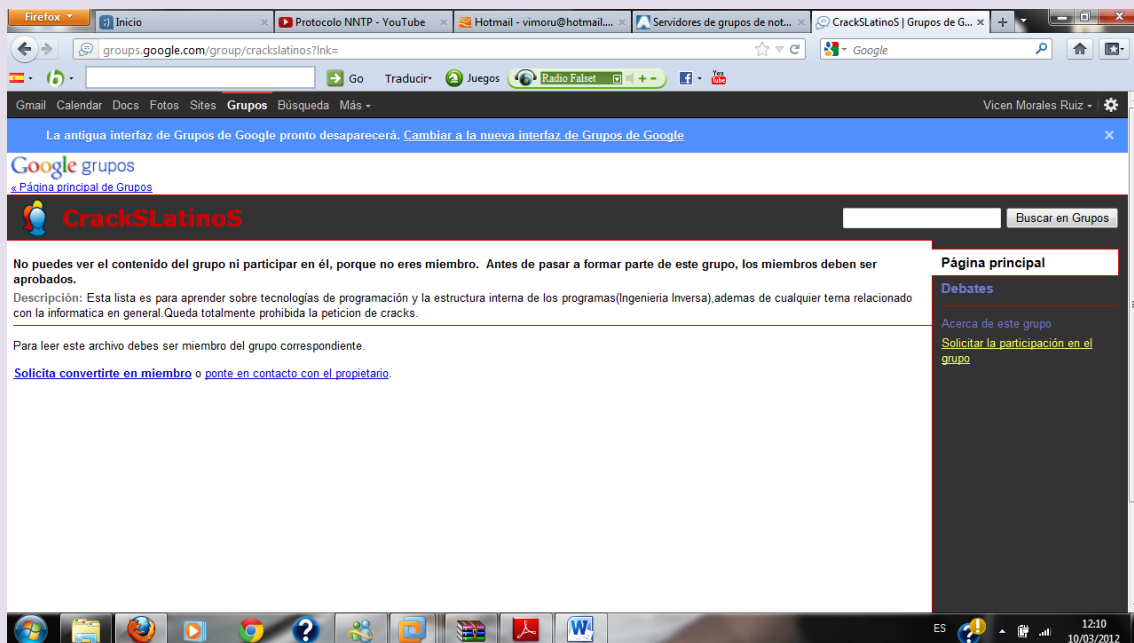 Firefox
Inicio
Protocolo NNTP - YouTube
Hotmail - vimoru@hotmail....
Servidores de grupos de not...
CrackSLatinoS | Grupos de G...
groups.google.com/group/crackslatinos?lnk=
Google
Go
Traducir
Juegos
Radio Falset
You Tube
Gmail Calendar Docs Fotos Sites Grupos Búsqueda Más
Vicen Morales Ruiz
La antigua interfaz de Grupos de Google pronto desaparecerá. Cambiar a la nueva interfaz de Grupos de Google
Google grupos
« Página principal de Grupos
CrackSLatinoS
Buscar en Grupos
No puedes ver el contenido del grupo ni participar en él, porque no eres miembro. Antes de pasar a formar parte de este grupo, los miembros deben ser
aprobados.
Descripción: Esta lista es para aprender sobre tecnologías de programación y la estructura interna de los programas(Ingenieria Inversa),ademas de cualquier tema relacionado
con la informatica en general.Queda totalmente prohibida la peticion de cracks.
Para leer este archivo debes ser miembro del grupo correspondiente.
Solicita convertirte en miembro o ponte en contacto con el propietario.
Página principal
Debates
Acerca de este grupo
Solicitar la participación en el
grupo
ES
12:10
10/03/2012